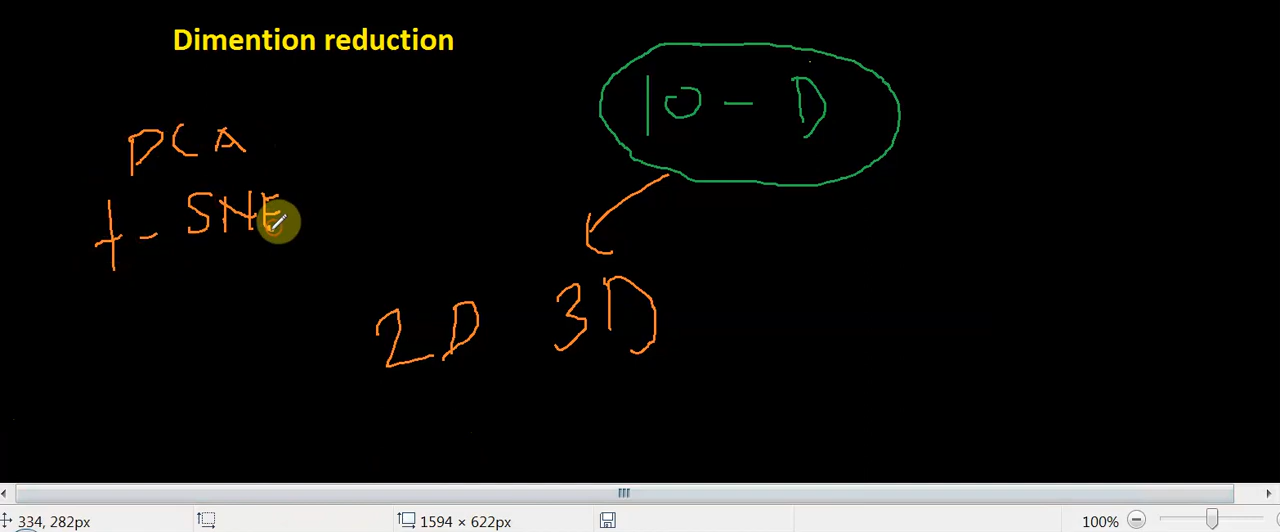 Dimention reduction
10 - D
PCA
t - SNE
2D 3D
334, 282px
1594 × 622px
100%